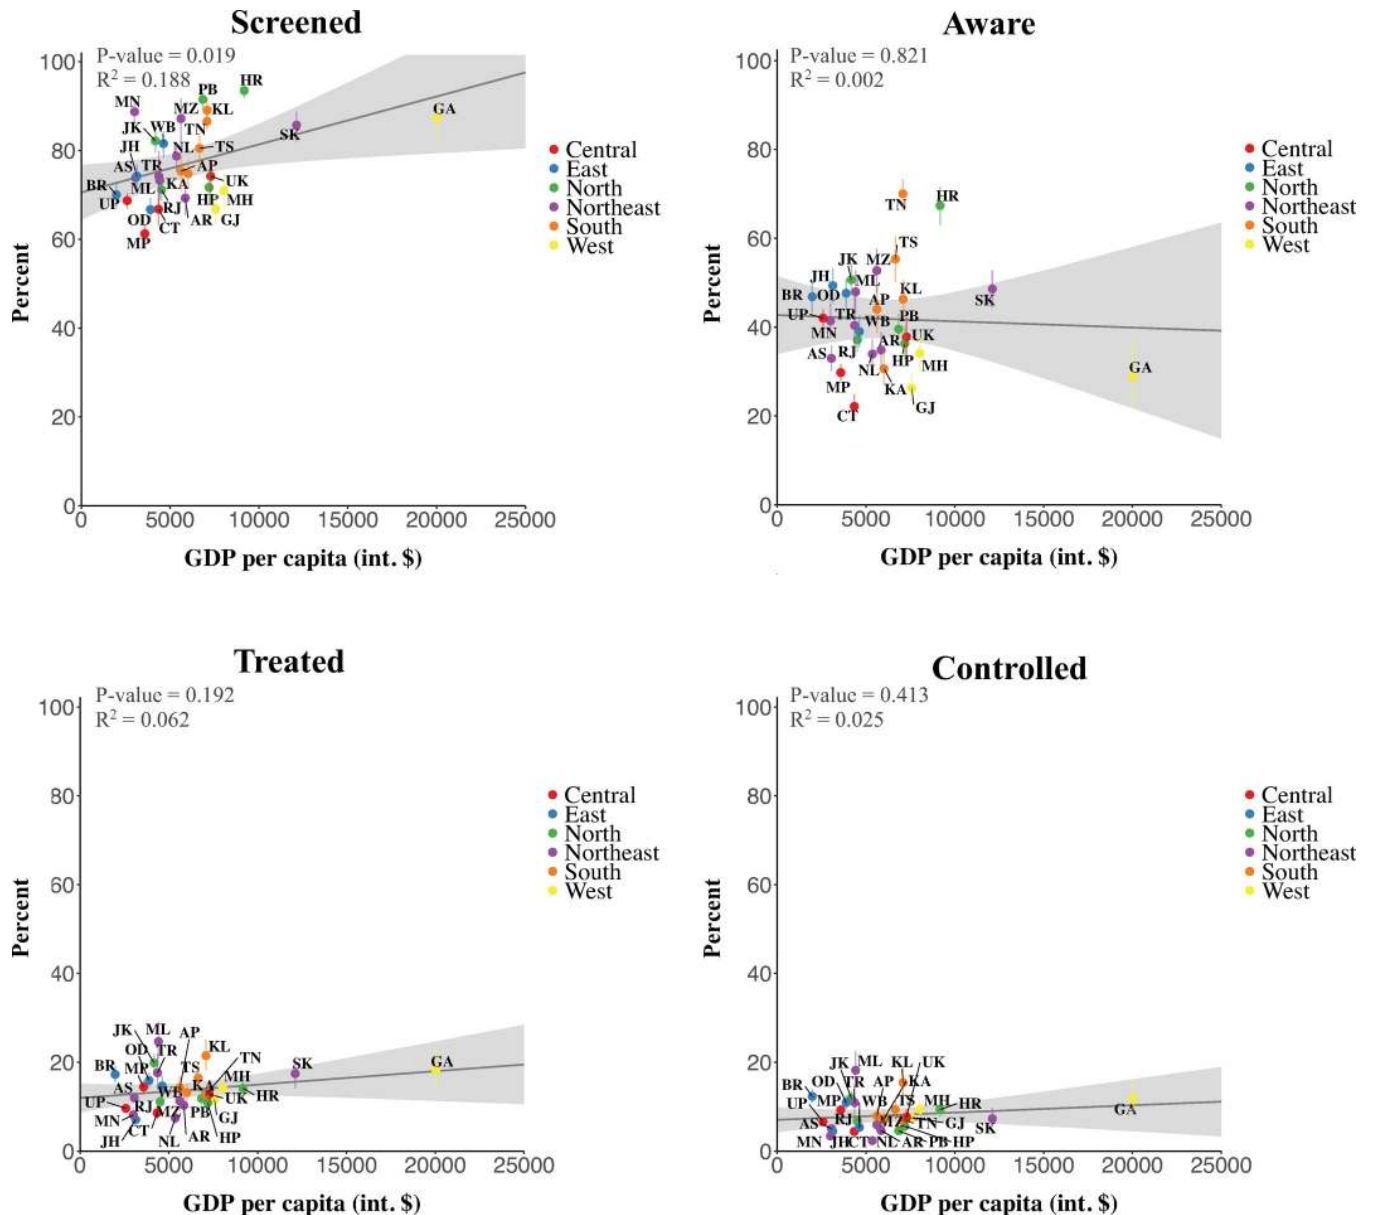 Screened
P-value = 0.019
R² = 0.188
100
80
60
40
20
0
Percent
MN
PB
HR
MZ
KL
GA
JK
WB
TN
SK
JH
NL
TS
AS
TR
AP
BR
ML
KA
UK
UP
RJ
HP
MH
OD
CT
AR
GJ
MP
0 5000 10000 15000 20000 25000
GDP per capita (int. $)
Central
East
North
Northeast
South
West
Aware
P-value = 0.821
R² = 0.002
100
80
60
40
20
0
Percent
TN
HR
TS
JK
MZ
JH
ML
BR
OD
AP
KL
SK
UP
TR
WB
PB
MN
AR
UK
AS
RJ
NL
HP
MH
GA
MP
KA
CT
GJ
0 5000 10000 15000 20000 25000
GDP per capita (int. $)
Central
East
North
Northeast
South
West
Treated
P-value = 0.192
R² = 0.062
100
80
60
40
20
0
Percent
JK
ML
AP
OD
TR
KL
TN
BR
MP
TS
SK
GA
AS
WB
KA
MH
UP
RJ
UK
HR
MN
CT
MZ
PB
GJ
JH
NL
AR
HP
0 5000 10000 15000 20000 25000
GDP per capita (int. $)
Central
East
North
Northeast
South
West
Controlled
P-value = 0.413
R² = 0.025
100
80
60
40
20
0
Percent
JK
ML
KL
UK
BR
OD
TR
AP
KA
UP
MP
WB
TS
MH
HR
GA
AS
RJ
MZ
TN
GJ
SK
MN
JH
CT
NL
AR
PB
HP
0 5000 10000 15000 20000 25000
GDP per capita (int. $)
Central
East
North
Northeast
South
West